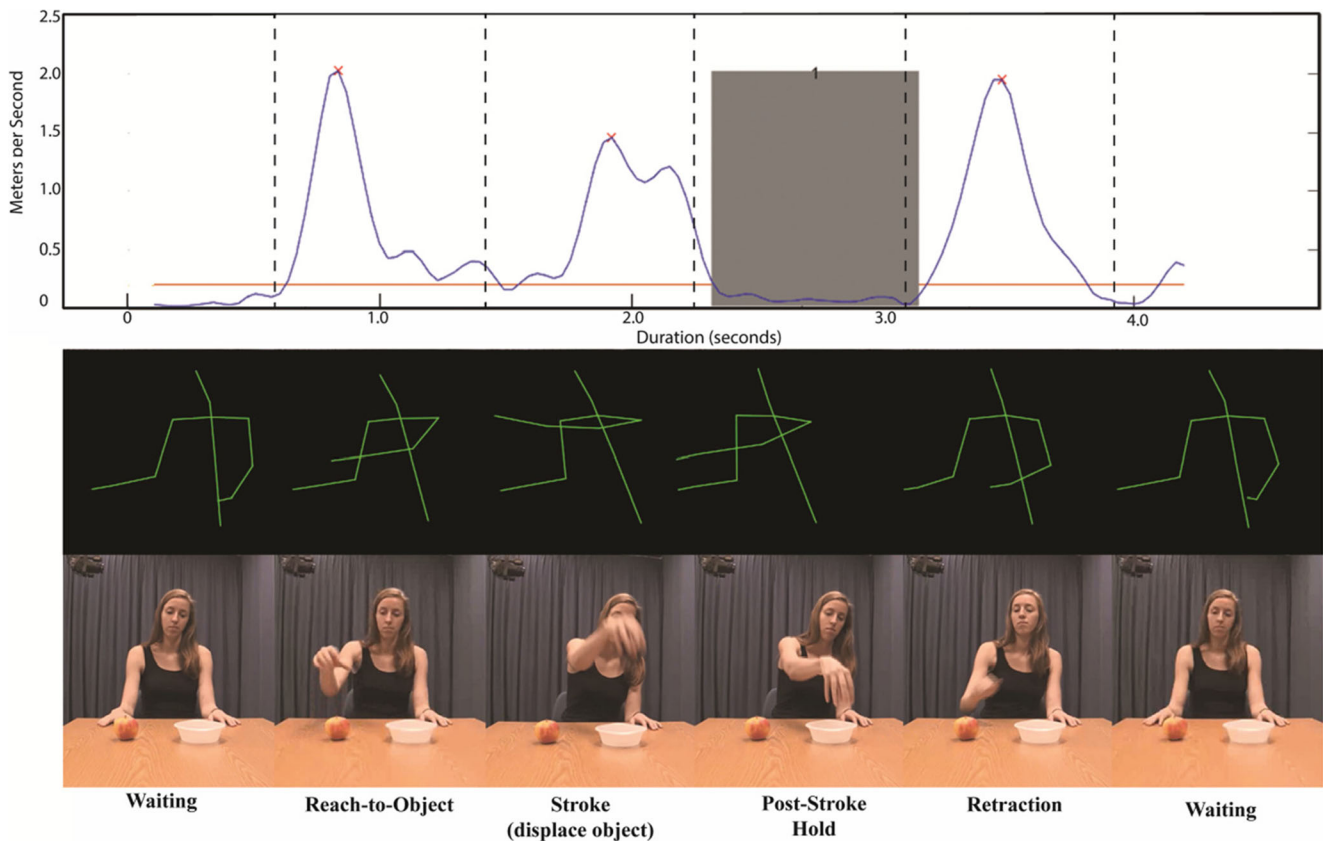 2.5
2.0
1.5
1.0
0.5
0
Meters per Second
1
0
1.0
2.0
3.0
4.0
Duration (seconds)
Waiting
Reach-to-Object
Stroke
(displace object)
Post-Stroke
Hold
Retraction
Waiting